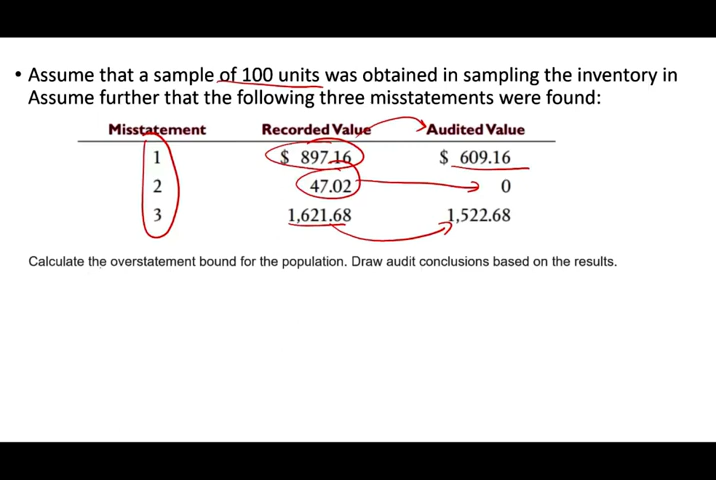 • Assume that a sample of 100 units was obtained in sampling the inventory in
Assume further that the following three misstatements were found:
Misstatement Recorded Value Audited Value
1 $ 897.16 $ 609.16
2 47.02 0
3 1,621.68 1,522.68
Calculate the overstatement bound for the population. Draw audit conclusions based on the results.